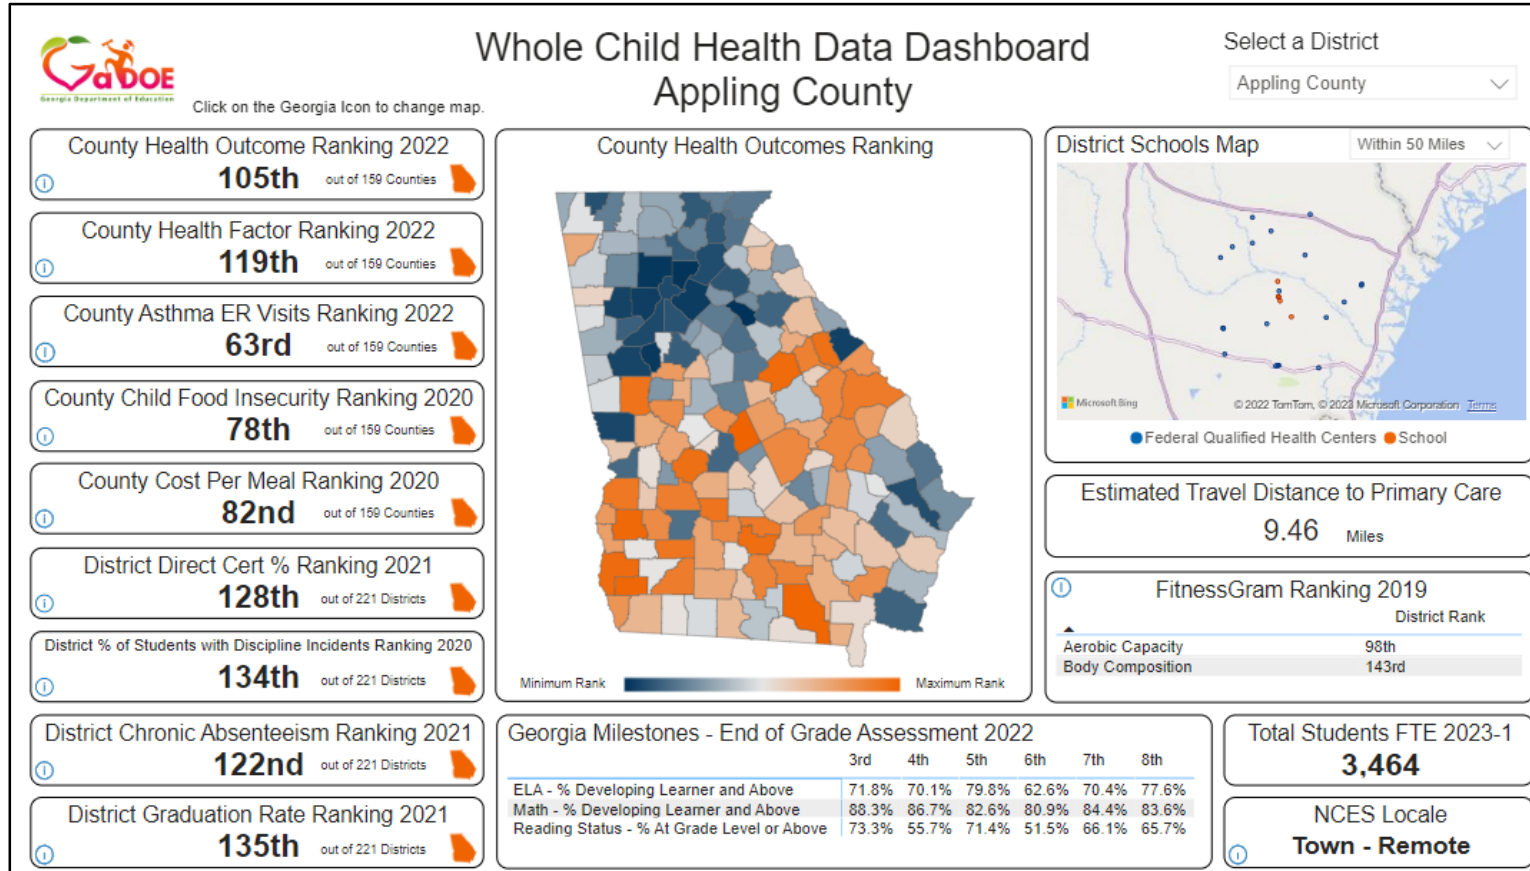 GaDOE
Georgia Department of Education
Click on the Georgia Icon to change map.
Whole Child Health Data Dashboard
Appling County
Select a District
Appling County
County Health Outcome Ranking 2022
105th out of 159 Counties
County Health Factor Ranking 2022
119th out of 159 Counties
County Asthma ER Visits Ranking 2022
63rd out of 159 Counties
County Child Food Insecurity Ranking 2020
78th out of 159 Counties
County Cost Per Meal Ranking 2020
82nd out of 159 Counties
District Direct Cert % Ranking 2021
128th out of 221 Districts
District % of Students with Discipline Incidents Ranking 2020
134th out of 221 Districts
District Chronic Absenteeism Ranking 2021
122nd out of 221 Districts
District Graduation Rate Ranking 2021
135th out of 221 Districts
County Health Outcomes Ranking
Minimum Rank Maximum Rank
District Schools Map Within 50 Miles
Microsoft Bing © 2022 TomTom, © 2023 Microsoft Corporation Terms
Federal Qualified Health Centers School
Estimated Travel Distance to Primary Care
9.46 Miles
FitnessGram Ranking 2019
District Rank
Aerobic Capacity 98th
Body Composition 143rd
Georgia Milestones - End of Grade Assessment 2022
3rd 4th 5th 6th 7th 8th
ELA - % Developing Learner and Above 71.8% 70.1% 79.8% 62.6% 70.4% 77.6%
Math - % Developing Learner and Above 88.3% 86.7% 82.6% 80.9% 84.4% 83.6%
Reading Status - % At Grade Level or Above 73.3% 55.7% 71.4% 51.5% 66.1% 65.7%
Total Students FTE 2023-1
3,464
NCES Locale
Town - Remote